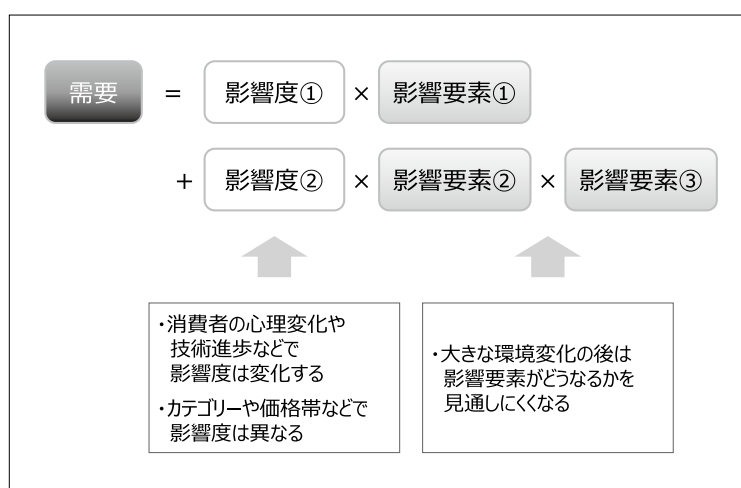 需要 = 影響度① × 影響要素①
+ 影響度② × 影響要素② × 影響要素③
・消費者の心理変化や
技術進歩などで
影響度は変化する
・カテゴリーや価格帯などで
影響度は異なる
・大きな環境変化の後は
影響要素がどうなるかを
見通しにくくなる